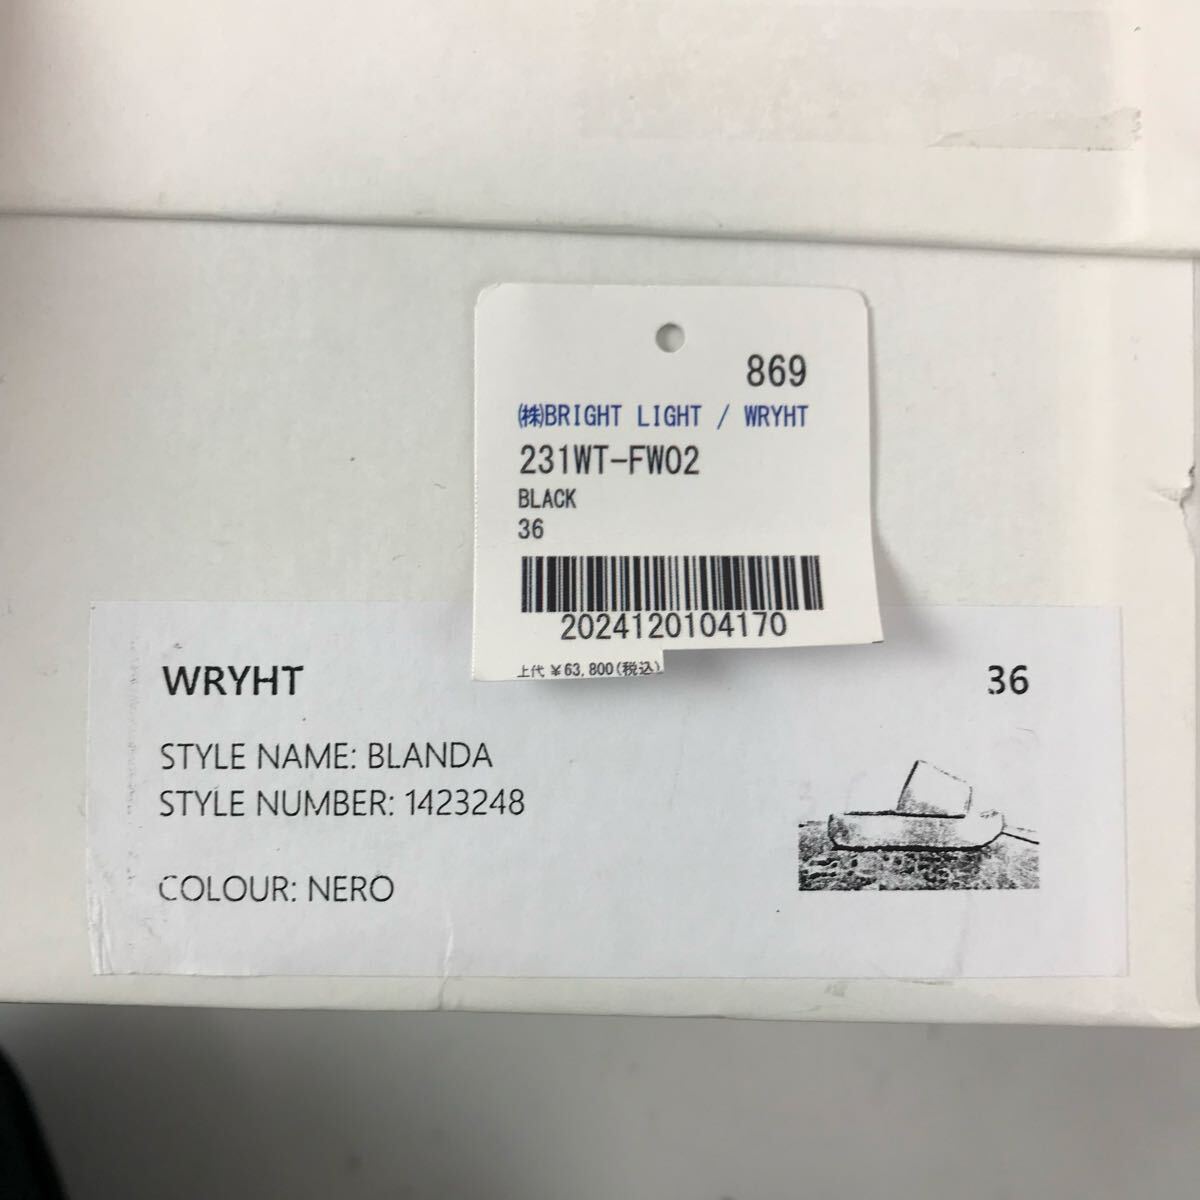 869
㈱BRIGHT LIGHT / WRYHT
231WT-FW02
BLACK
36
2024120104170
上代 ¥63,800(税込)
WRYHT 36
STYLE NAME: BLANDA
STYLE NUMBER: 1423248
COLOUR: NERO